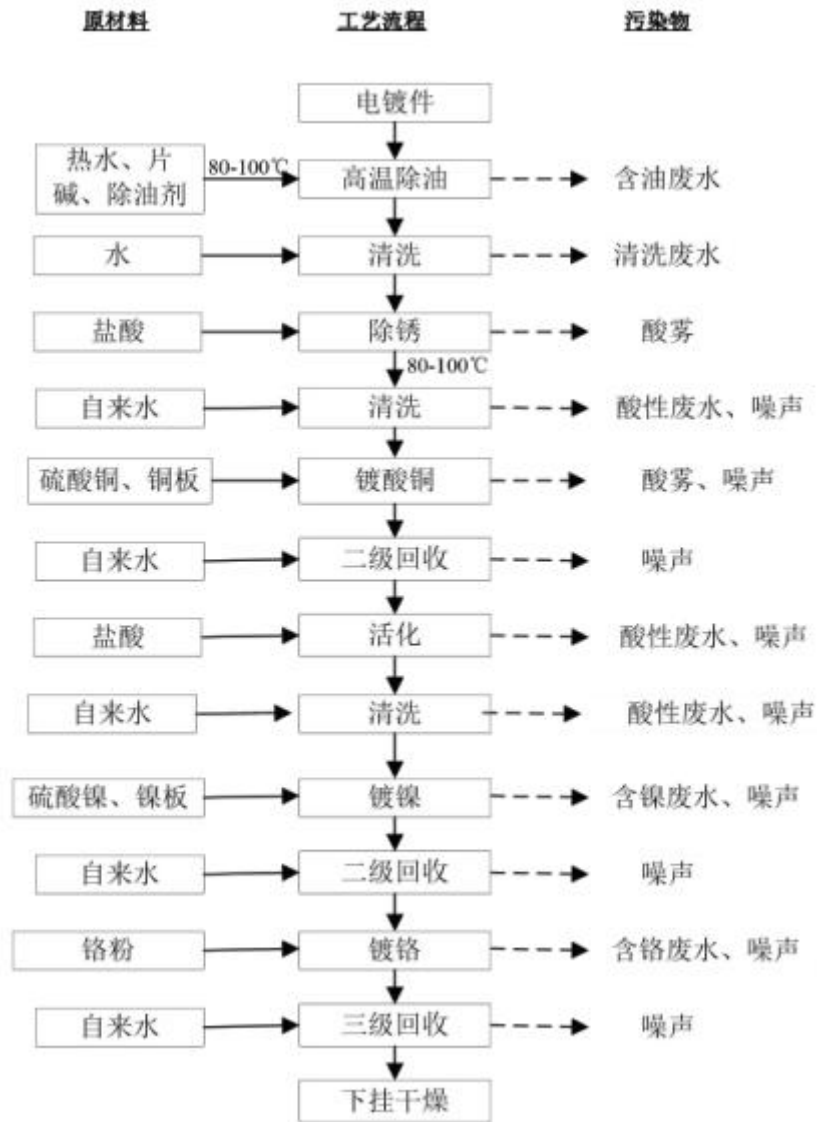 原材料 工艺流程 污染物
电镀件
热水、片
碱、除油剂
80-100℃
高温除油
含油废水
水
清洗
清洗废水
盐酸
除锈
酸雾
80-100℃
自来水
清洗
酸性废水、噪声
硫酸铜、铜板
镀酸铜
酸雾、噪声
自来水
二级回收
噪声
盐酸
活化
酸性废水、噪声
自来水
清洗
酸性废水、噪声
硫酸镍、镍板
镀镍
含镍废水、噪声
自来水
二级回收
噪声
铬粉
镀铬
含铬废水、噪声
自来水
三级回收
噪声
下挂干燥